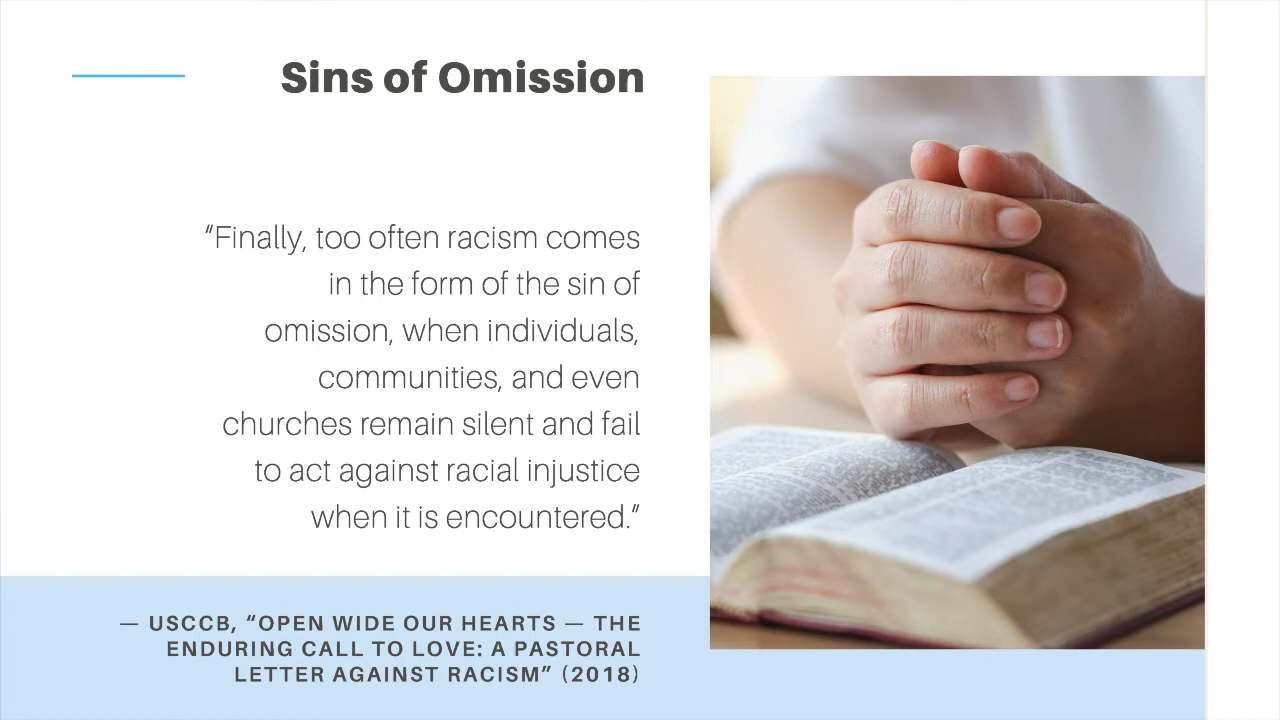 Sins of Omission
“Finally, too often racism comes
in the form of the sin of
omission, when individuals,
communities, and even
churches remain silent and fail
to act against racial injustice
when it is encountered.”
— USCCB, “OPEN WIDE OUR HEARTS — THE
ENDURING CALL TO LOVE: A PASTORAL
LETTER AGAINST RACISM” (2018)